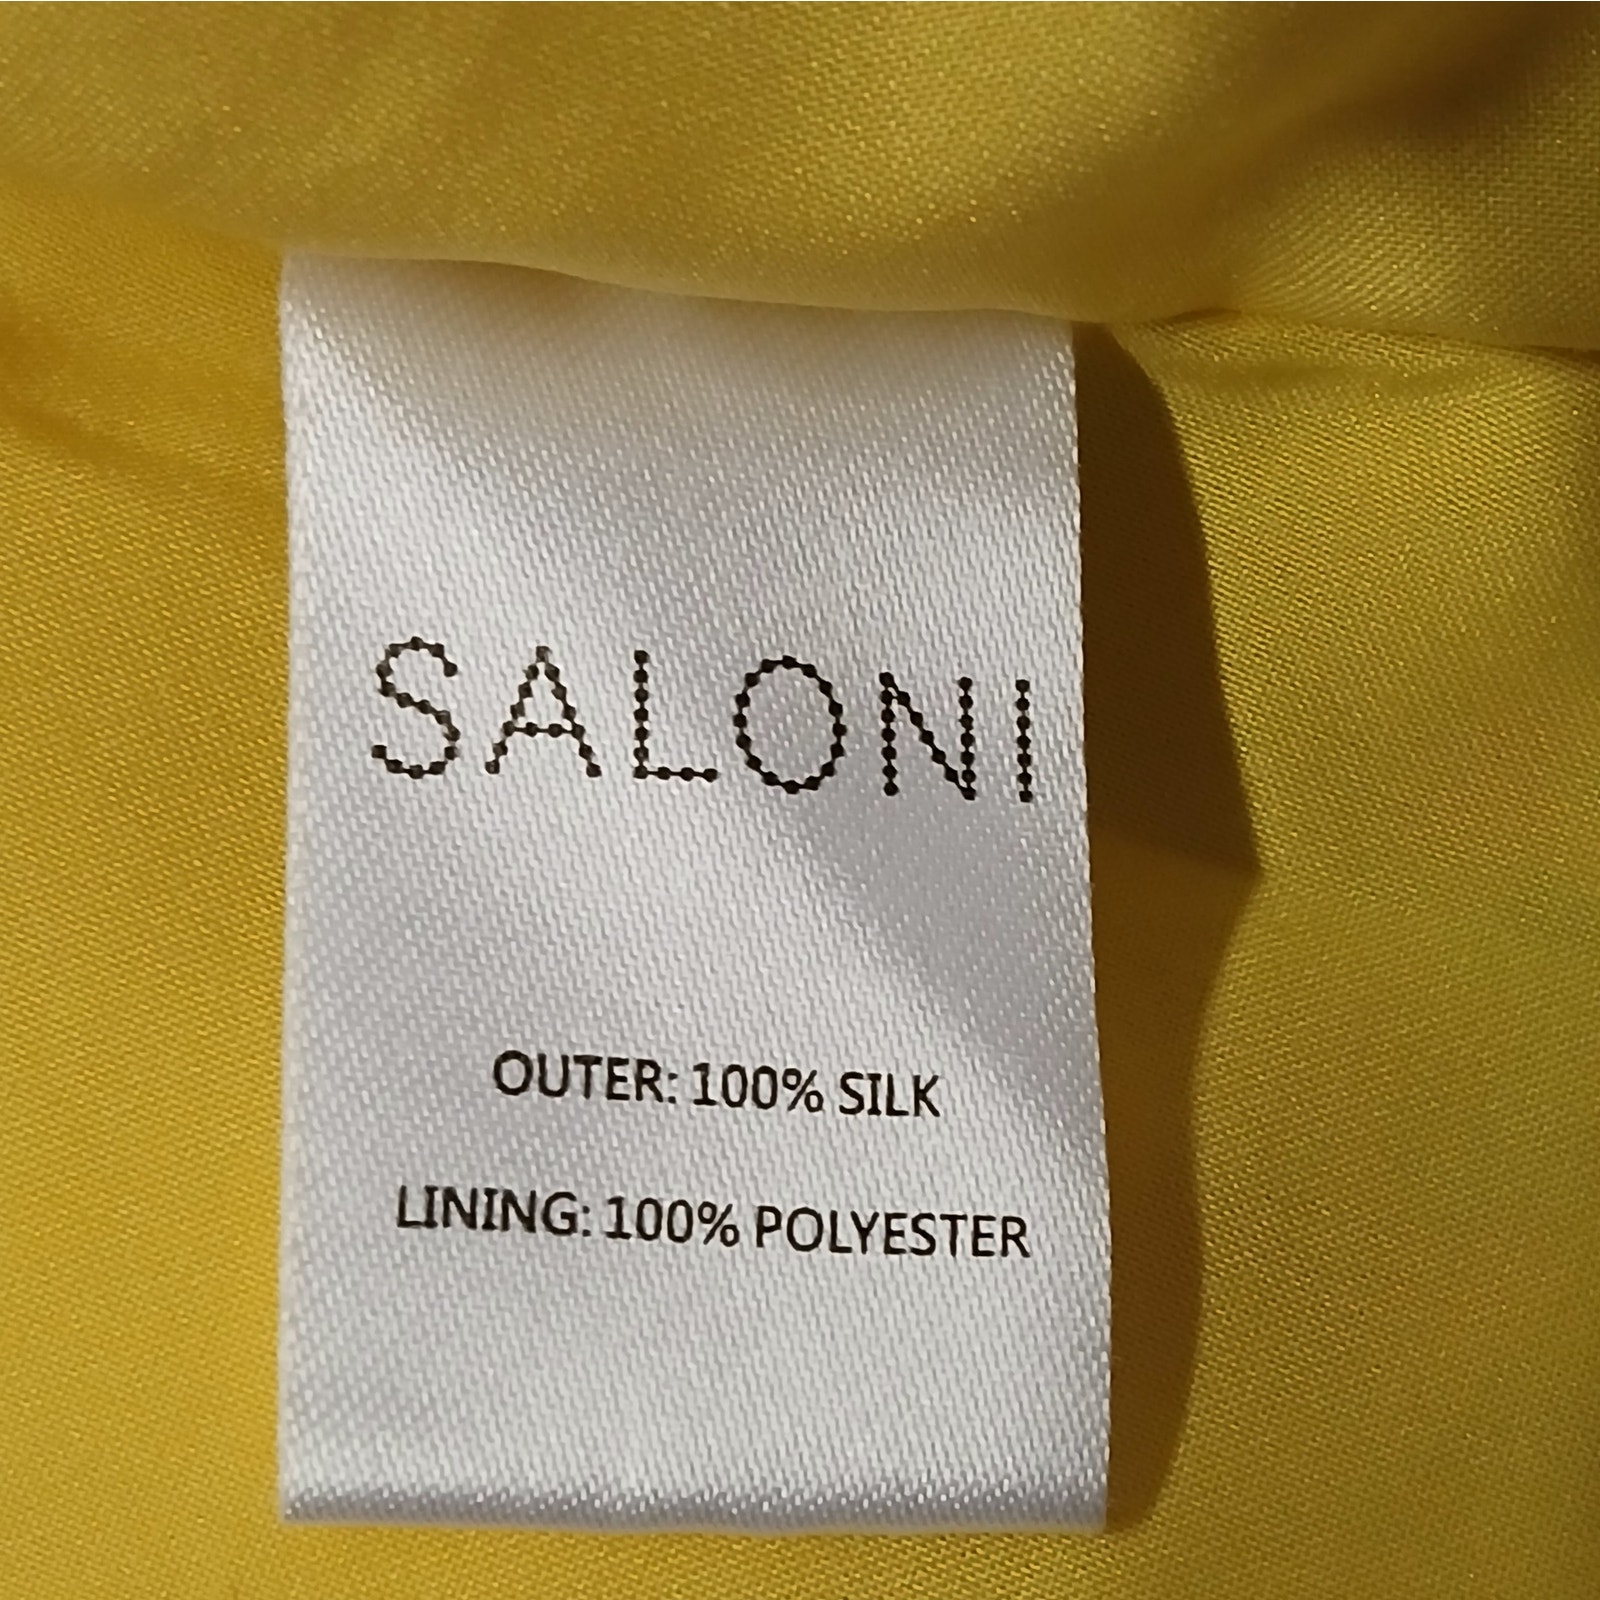 SALONI
OUTER: 100% SILK
LINING: 100% POLYESTER